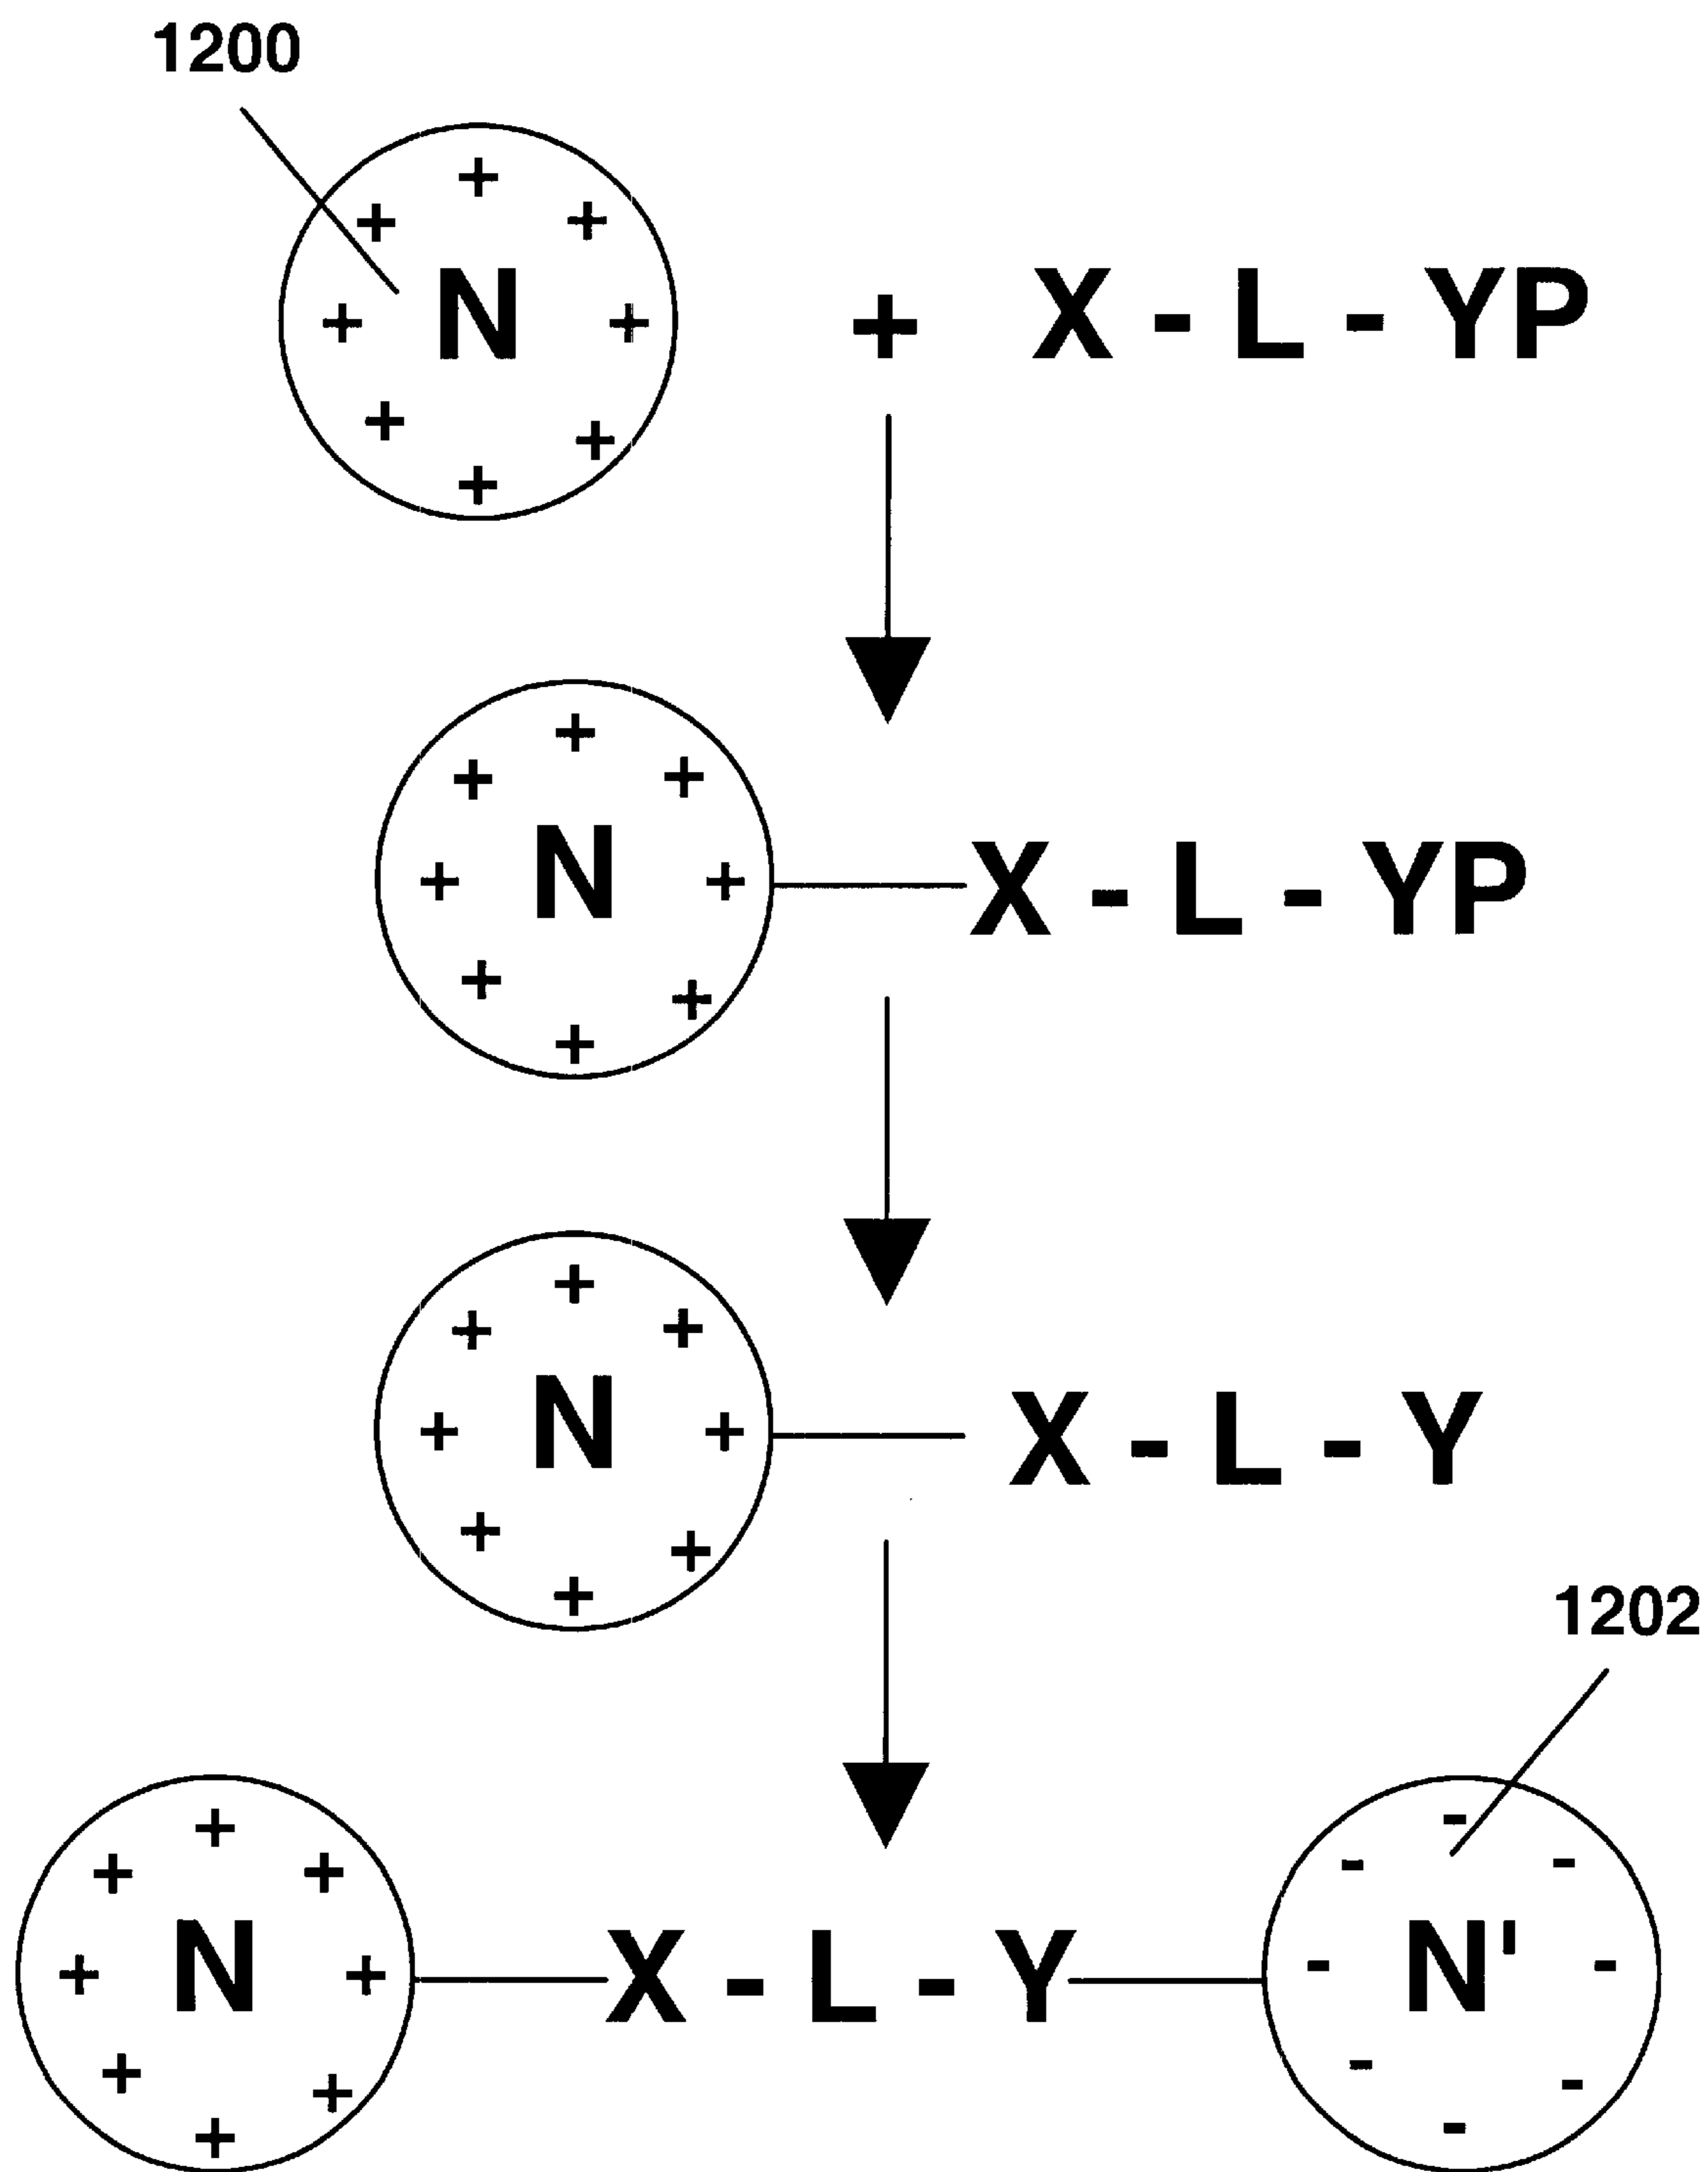 1200
+
+ +
+ N + + X - L - YP
+ +
+
+
+ +
+ N + X - L - YP
+ +
+
+
+ +
+ N + X - L - Y
+ +
+
1202
+ -
+ + - -
+ N + X - L - Y - N' -
+ + - -
+ -